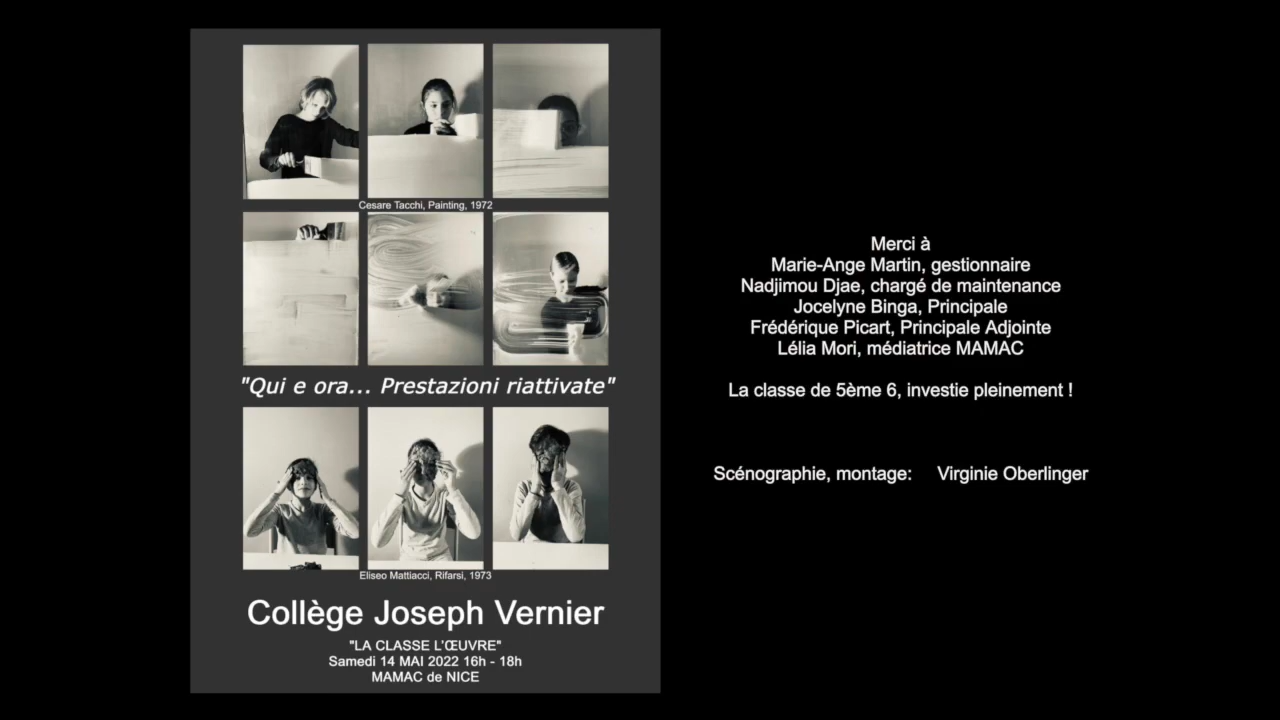 Cesare Tacchi, Painting, 1972
"Qui e ora... Prestazioni riattivate"
Eliseo Mattiacci, Rifarsi, 1973
Collège Joseph Vernier
"LA CLASSE L'ŒUVRE"
Samedi 14 MAI 2022 16h - 18h
MAMAC de NICE
Merci à
Marie-Ange Martin, gestionnaire
Nadjimou Djae, chargé de maintenance
Jocelyne Binga, Principale
Frédérique Picart, Principale Adjointe
Lélia Mori, médiatrice MAMAC
La classe de 5ème 6, investie pleinement !
Scénographie, montage: Virginie Oberlinger